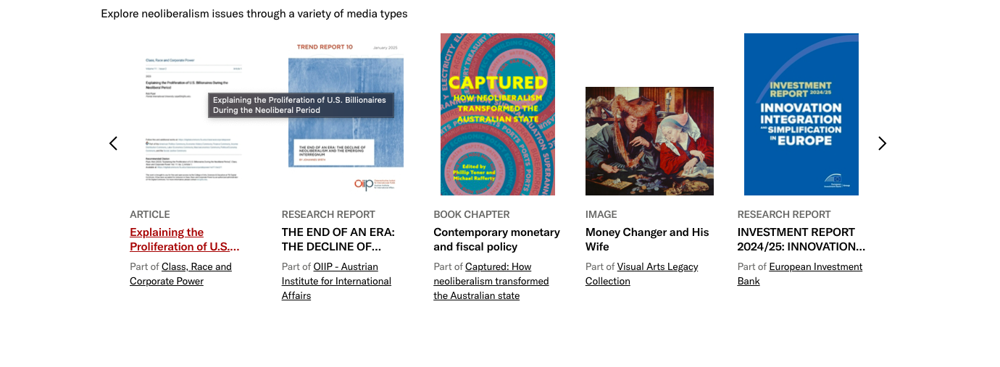 Explore neoliberalism issues through a variety of media types
Class, Race and Corporate Power
Explaining the Proliferation of U.S. Billionaires During the
Neoliberal Period
TREND REPORT 10
January 2025
Explaining the Proliferation of U.S. Billionaires
During the Neoliberal Period
THE END OF AN ERA: THE DECLINE OF
NEOLIBERALISM AND THE EMERGING
INTERREGNUM
CAPTURED
HOW NEOLIBERALISM
TRANSFORMED THE
AUSTRALIAN STATE
Edited by
Phillip Toner and
Michael Rafferty
INVESTMENT
REPORT 2024/25
INNOVATION
INTEGRATION
AND SIMPLIFICATION
IN EUROPE
ARTICLE
Explaining the
Proliferation of U.S....
Part of Class, Race and
Corporate Power
RESEARCH REPORT
THE END OF AN ERA:
THE DECLINE OF...
Part of OIIP - Austrian
Institute for International
Affairs
BOOK CHAPTER
Contemporary monetary
and fiscal policy
Part of Captured: How
neoliberalism transformed
the Australian state
IMAGE
Money Changer and His
Wife
Part of Visual Arts Legacy
Collection
RESEARCH REPORT
INVESTMENT REPORT
2024/25: INNOVATION...
Part of European Investment
Bank